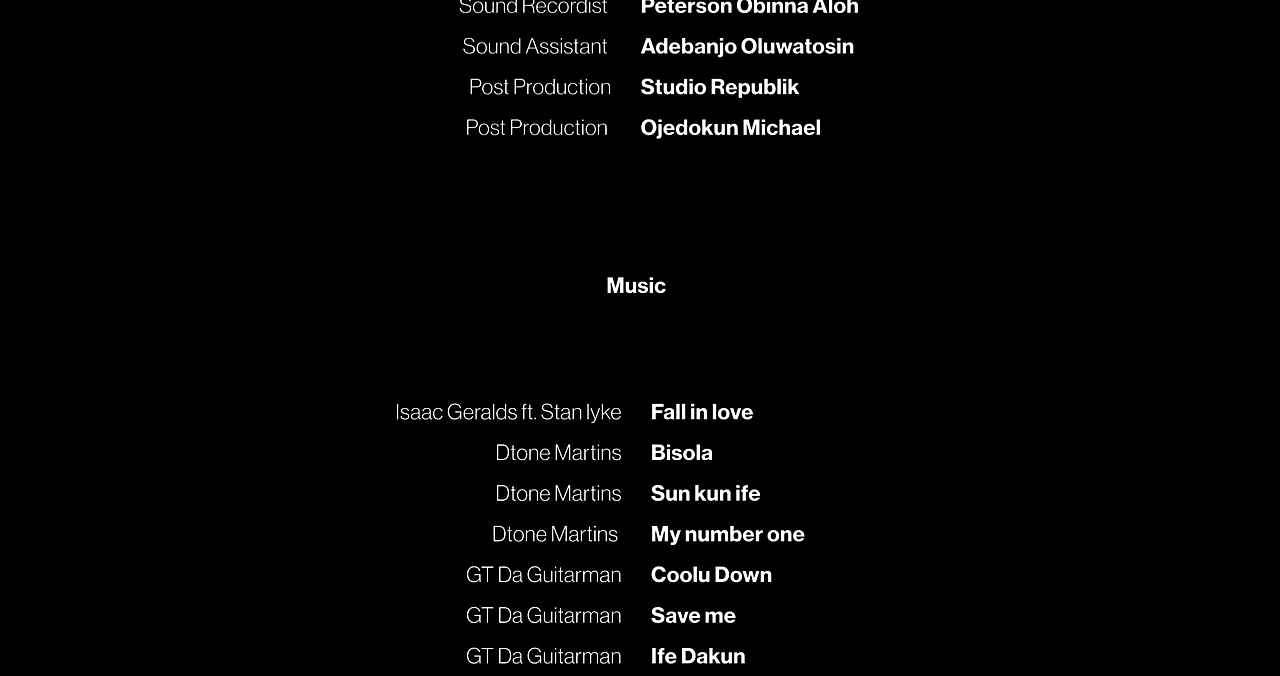 Sound Recordist Peterson Obinna Aloh
Sound Assistant Adebanjo Oluwatosin
Post Production Studio Republik
Post Production Ojedokun Michael
Music
Isaac Geralds ft. Stan Iyke Fall in love
Dtone Martins Bisola
Dtone Martins Sun kun ife
Dtone Martins My number one
GT Da Guitarman Coolu Down
GT Da Guitarman Save me
GT Da Guitarman Ife Dakun